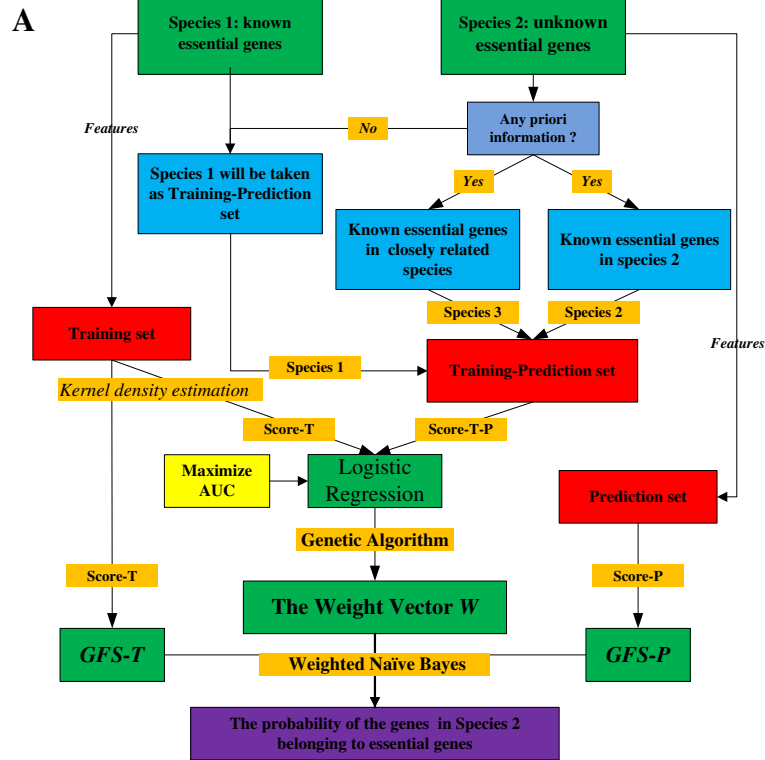 A
Species 1: known
essential genes
Species 2: unknown
essential genes
Features
No
Any priori
information ?
Species 1 will be taken
as Training-Prediction
set
Yes
Yes
Known essential genes
in closely related
species
Known essential genes
in species 2
Training set
Species 3
Species 2
Features
Species 1
Training-Prediction set
Kernel density estimation
Score-T
Score-T-P
Maximize
AUC
Logistic
Regression
Prediction set
Genetic Algorithm
Score-T
Score-P
The Weight Vector W
GFS-T
Weighted Naïve Bayes
GFS-P
The probability of the genes in Species 2
belonging to essential genes